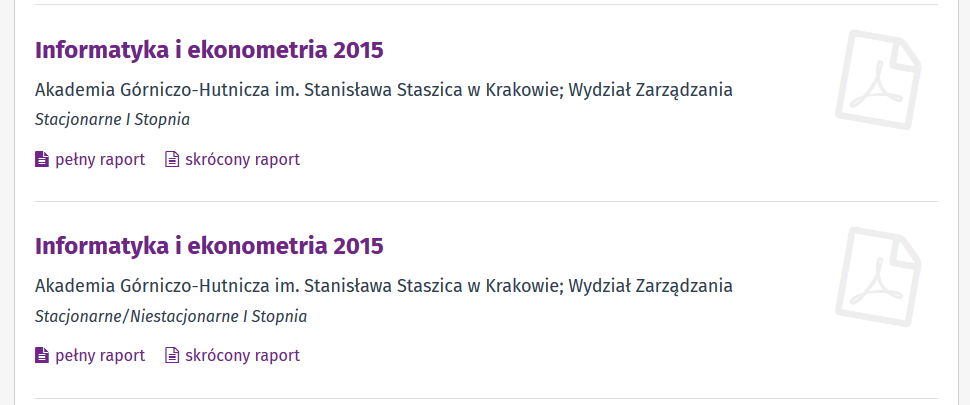 Informatyka i ekonometria 2015
Akademia Górniczo-Hutnicza im. Stanisława Staszica w Krakowie; Wydział Zarządzania
Stacjonarne I Stopnia
pełny raport skrócony raport
Informatyka i ekonometria 2015
Akademia Górniczo-Hutnicza im. Stanisława Staszica w Krakowie; Wydział Zarządzania
Stacjonarne/Niestacjonarne I Stopnia
pełny raport skrócony raport